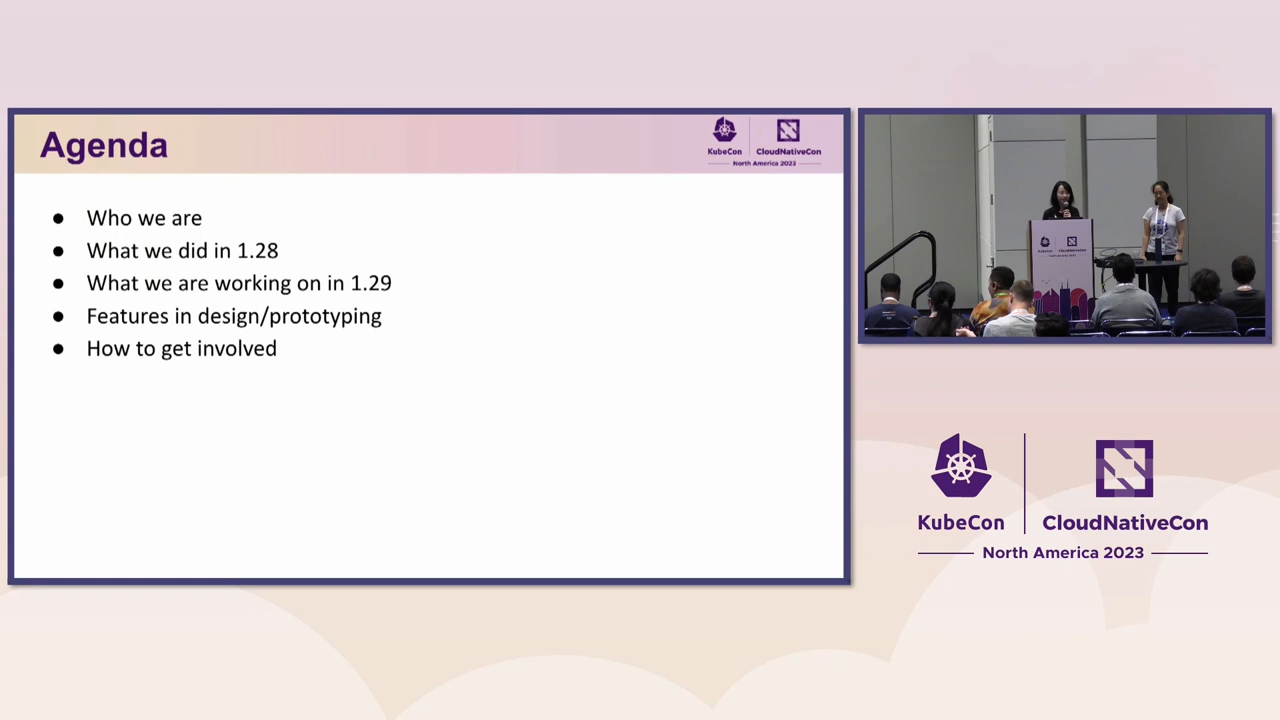 Agenda
KubeCon
CloudNativeCon
North America 2023
● Who we are
● What we did in 1.28
● What we are working on in 1.29
● Features in design/prototyping
● How to get involved
KubeCon
CloudNativeCon
North America 2023